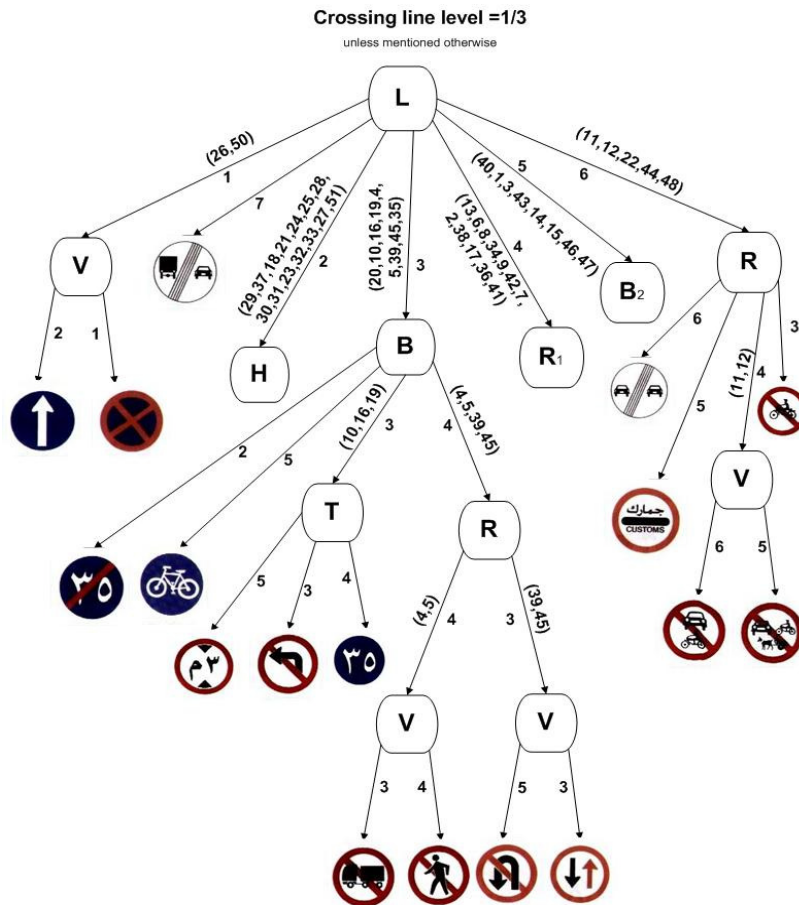 Crossing line level =1/3
unless mentioned otherwise
L
(26,50)
1
7
(29,37,18,21,24,25,28,
30,31,23,32,33,27,51)
2
(20,10,16,19,4,
5,39,45,35)
3
(13,6,8,34,9,42,7,
2,38,17,36,41)
4
(40,1,3,43,14,15,46,47)
5
(11,12,22,44,48)
6
V
H
B
R1
B2
R
2
1
2
5
(10,16,19)
3
(4,5,39,45)
4
6
5
(11,12)
4
3
T
R
V
٣٥
5
3
4
(4,5)
4
3
(39,45)
جمارك
CUSTOMS
6
5
٣م
٣٥
V
V
3
4
5
3